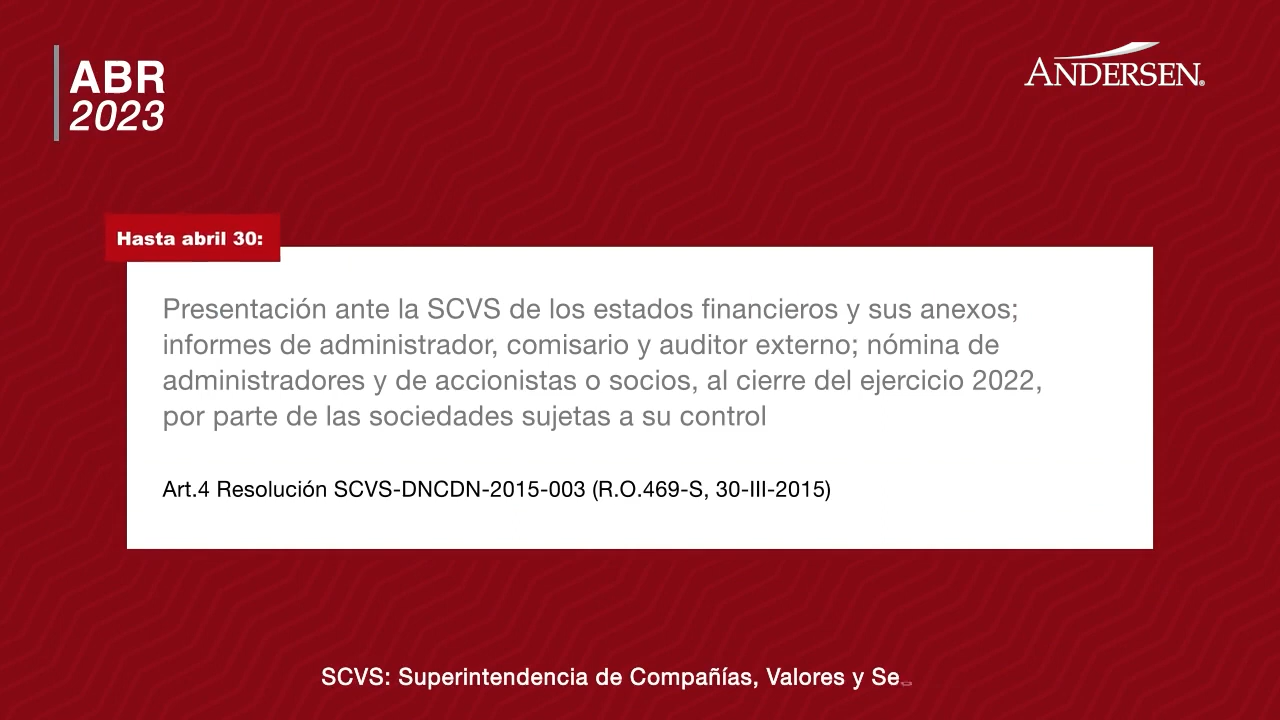 ABR
2023
ANDERSEN®
Hasta abril 30:
Presentación ante la SCVS de los estados financieros y sus anexos;
informes de administrador, comisario y auditor externo; nómina de
administradores y de accionistas o socios, al cierre del ejercicio 2022,
por parte de las sociedades sujetas a su control
Art.4 Resolución SCVS-DNCDN-2015-003 (R.O.469-S, 30-III-2015)
SCVS: Superintendencia de Compañías, Valores y Se